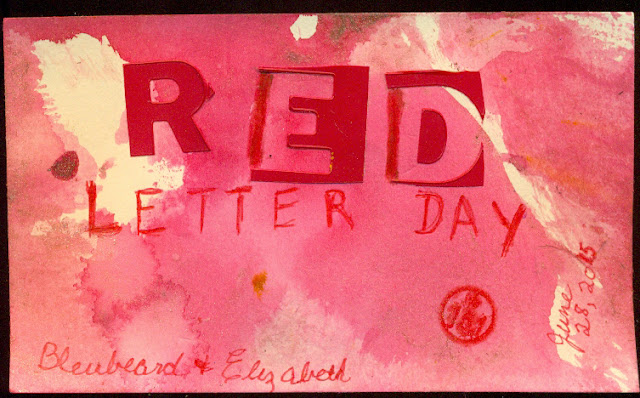 RED
LETTER DAY
June
28, 2015
Bleubeard & Elizabeth